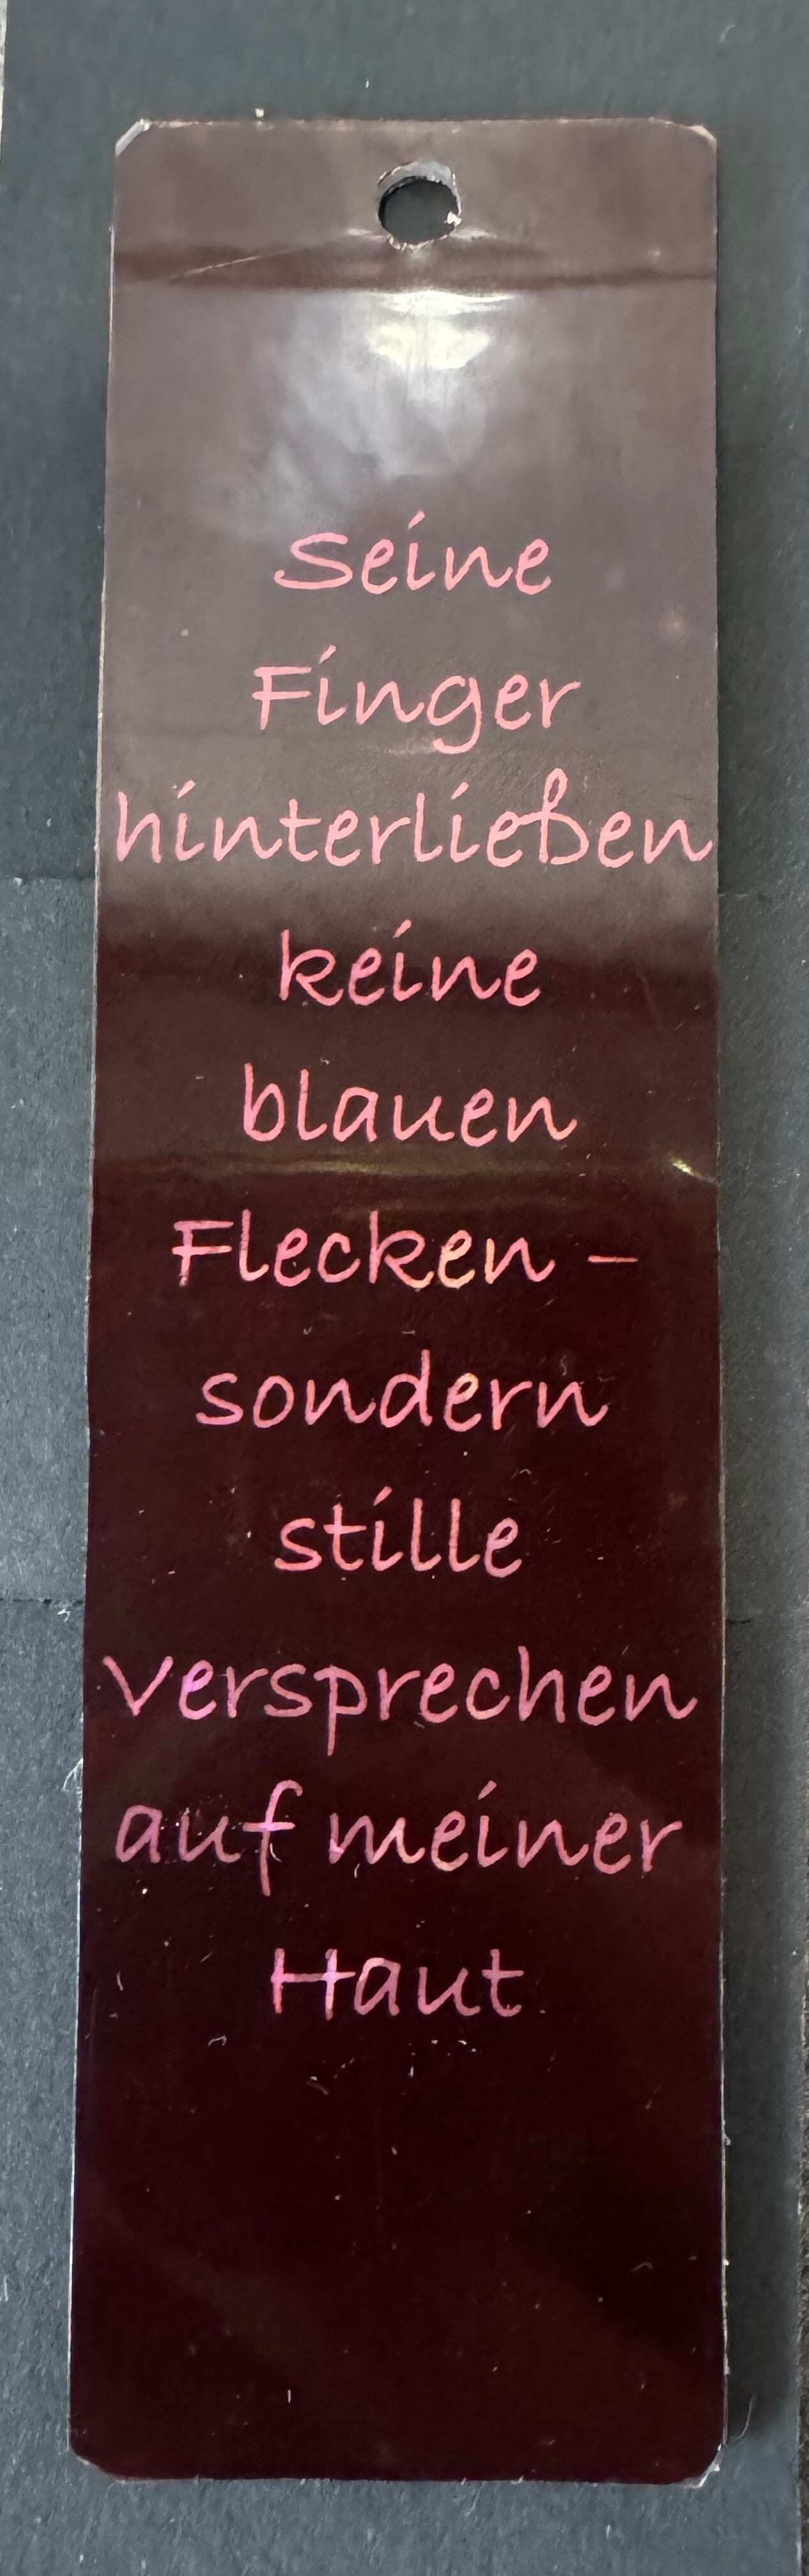 Seine
Finger
hinterließen
keine
blauen
Flecken –
sondern
stille
Versprechen
auf meiner
Haut